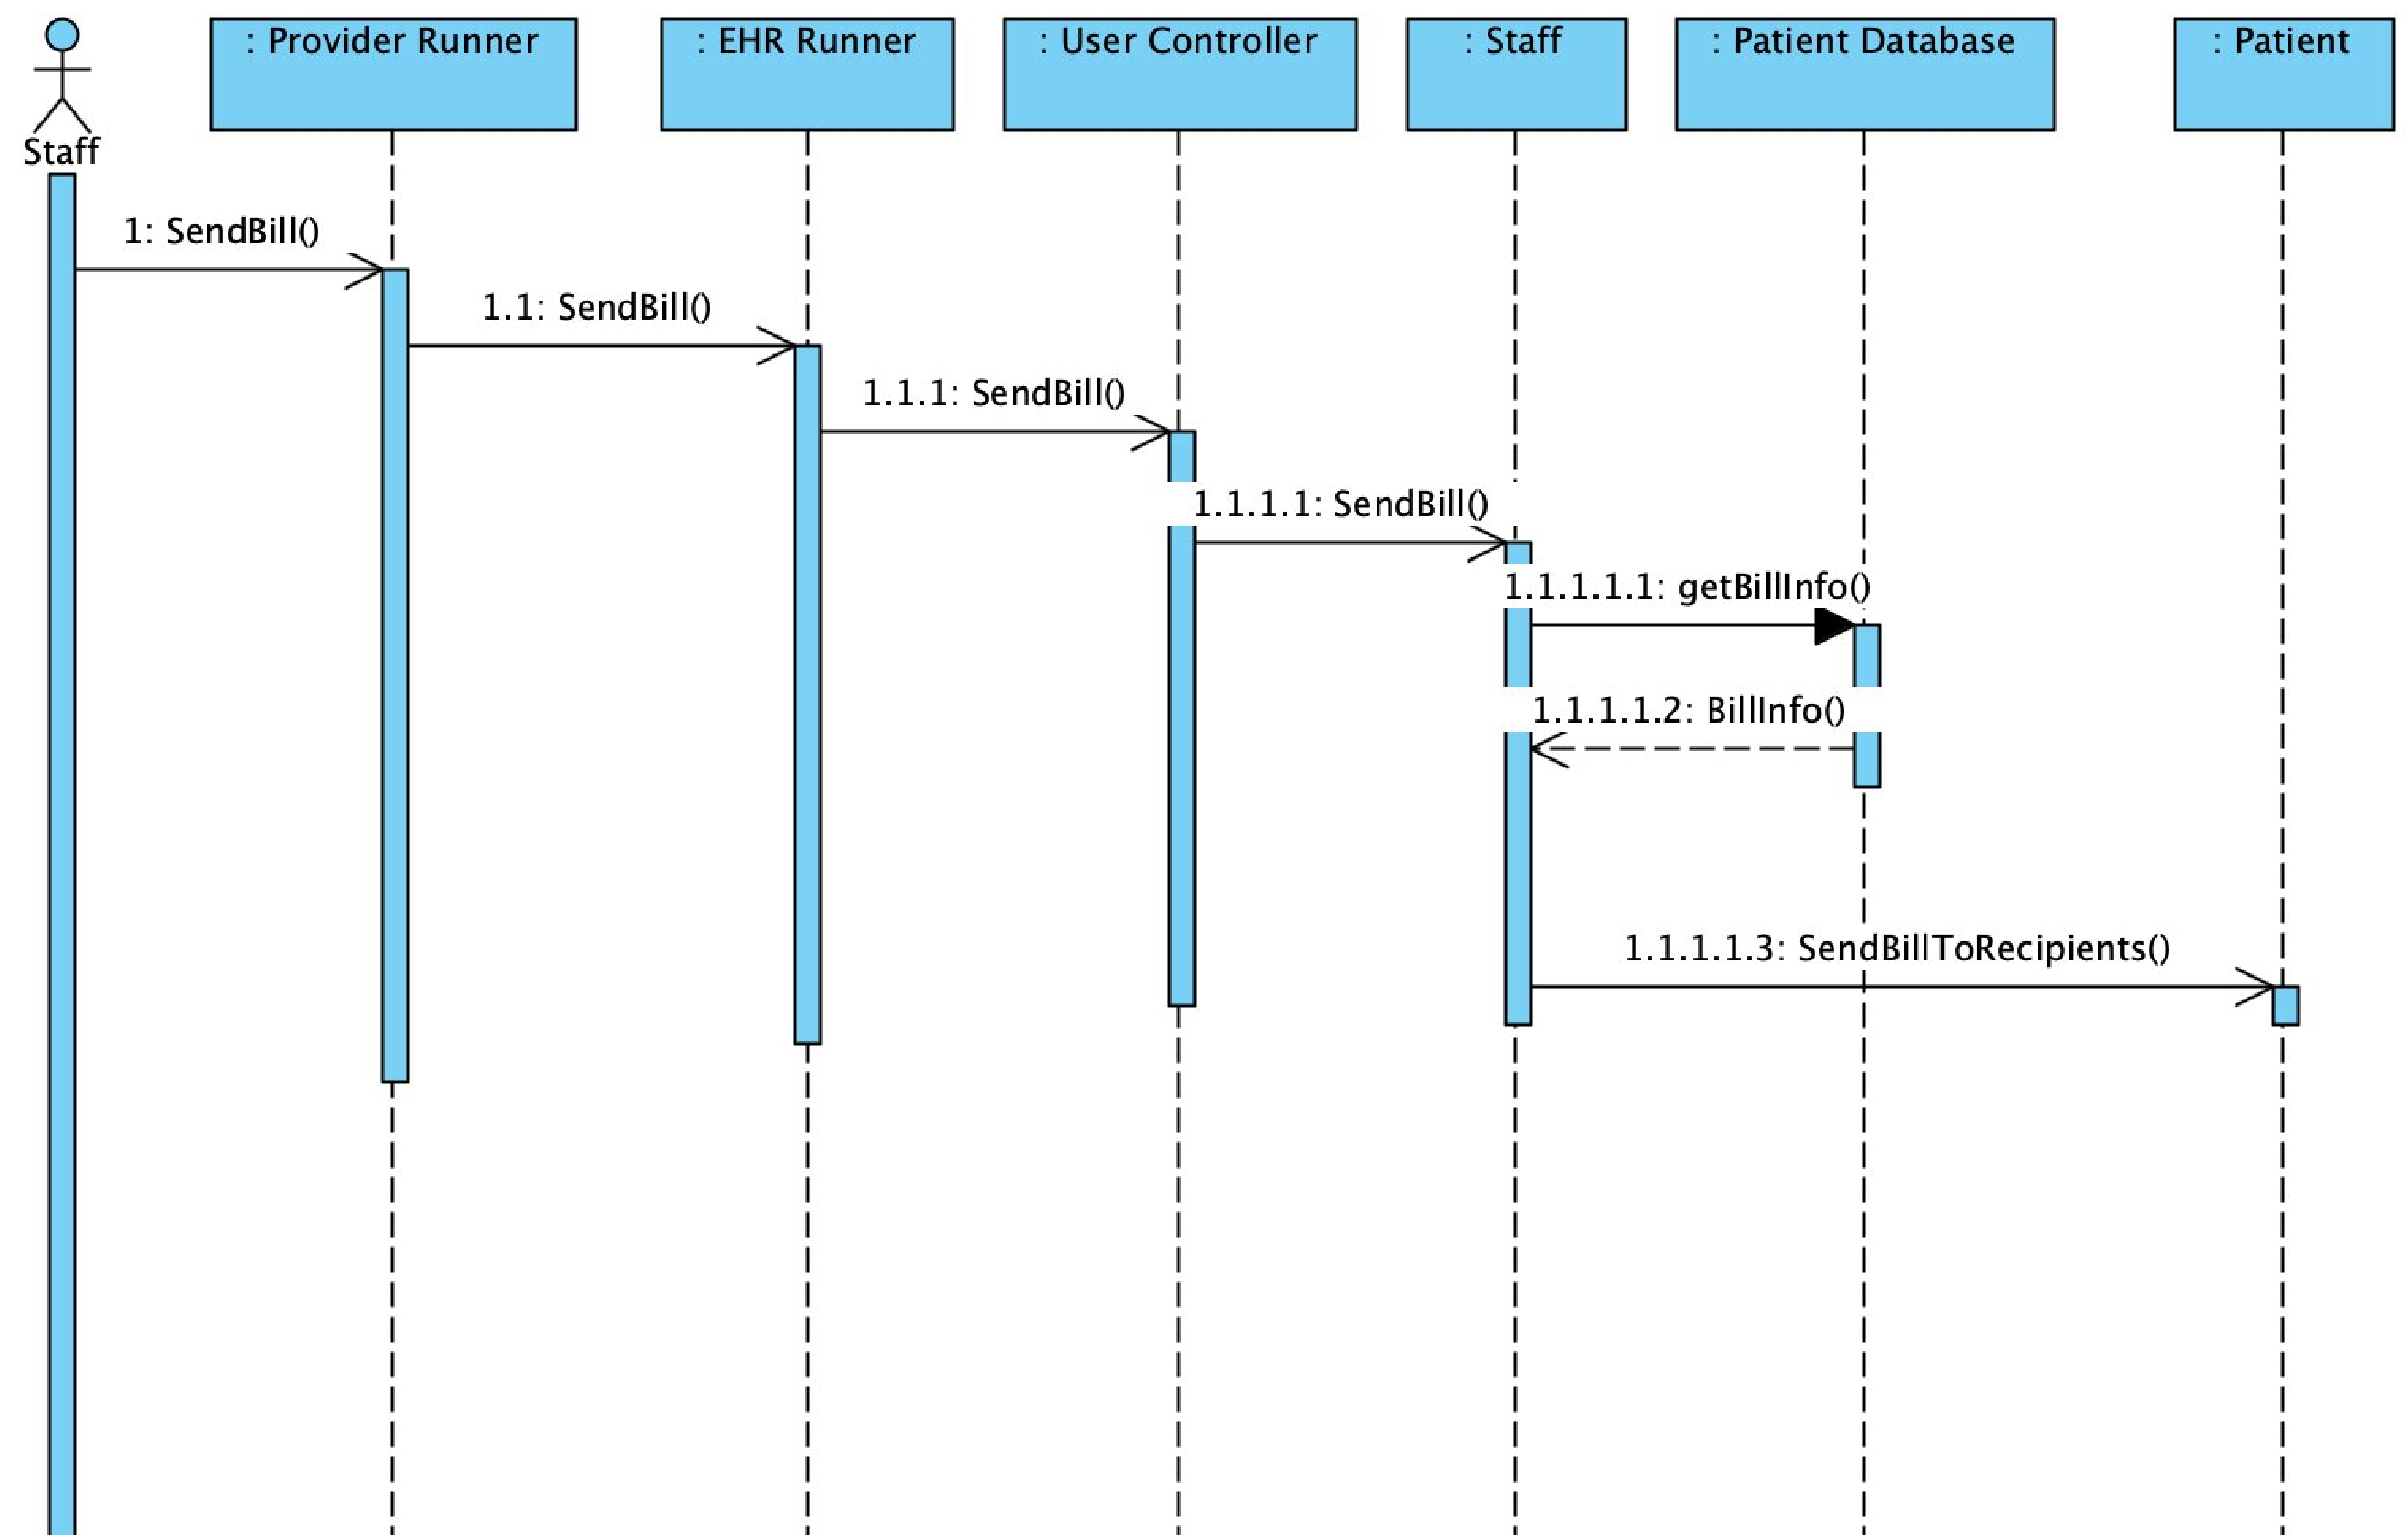 : Provider Runner
: EHR Runner
: User Controller
: Staff
: Patient Database
: Patient
Staff
1: SendBill()
1.1: SendBill()
1.1.1: SendBill()
1.1.1.1: SendBill()
1.1.1.1.1: getBillInfo()
1.1.1.1.2: BillInfo()
1.1.1.1.3: SendBillToRecipients()